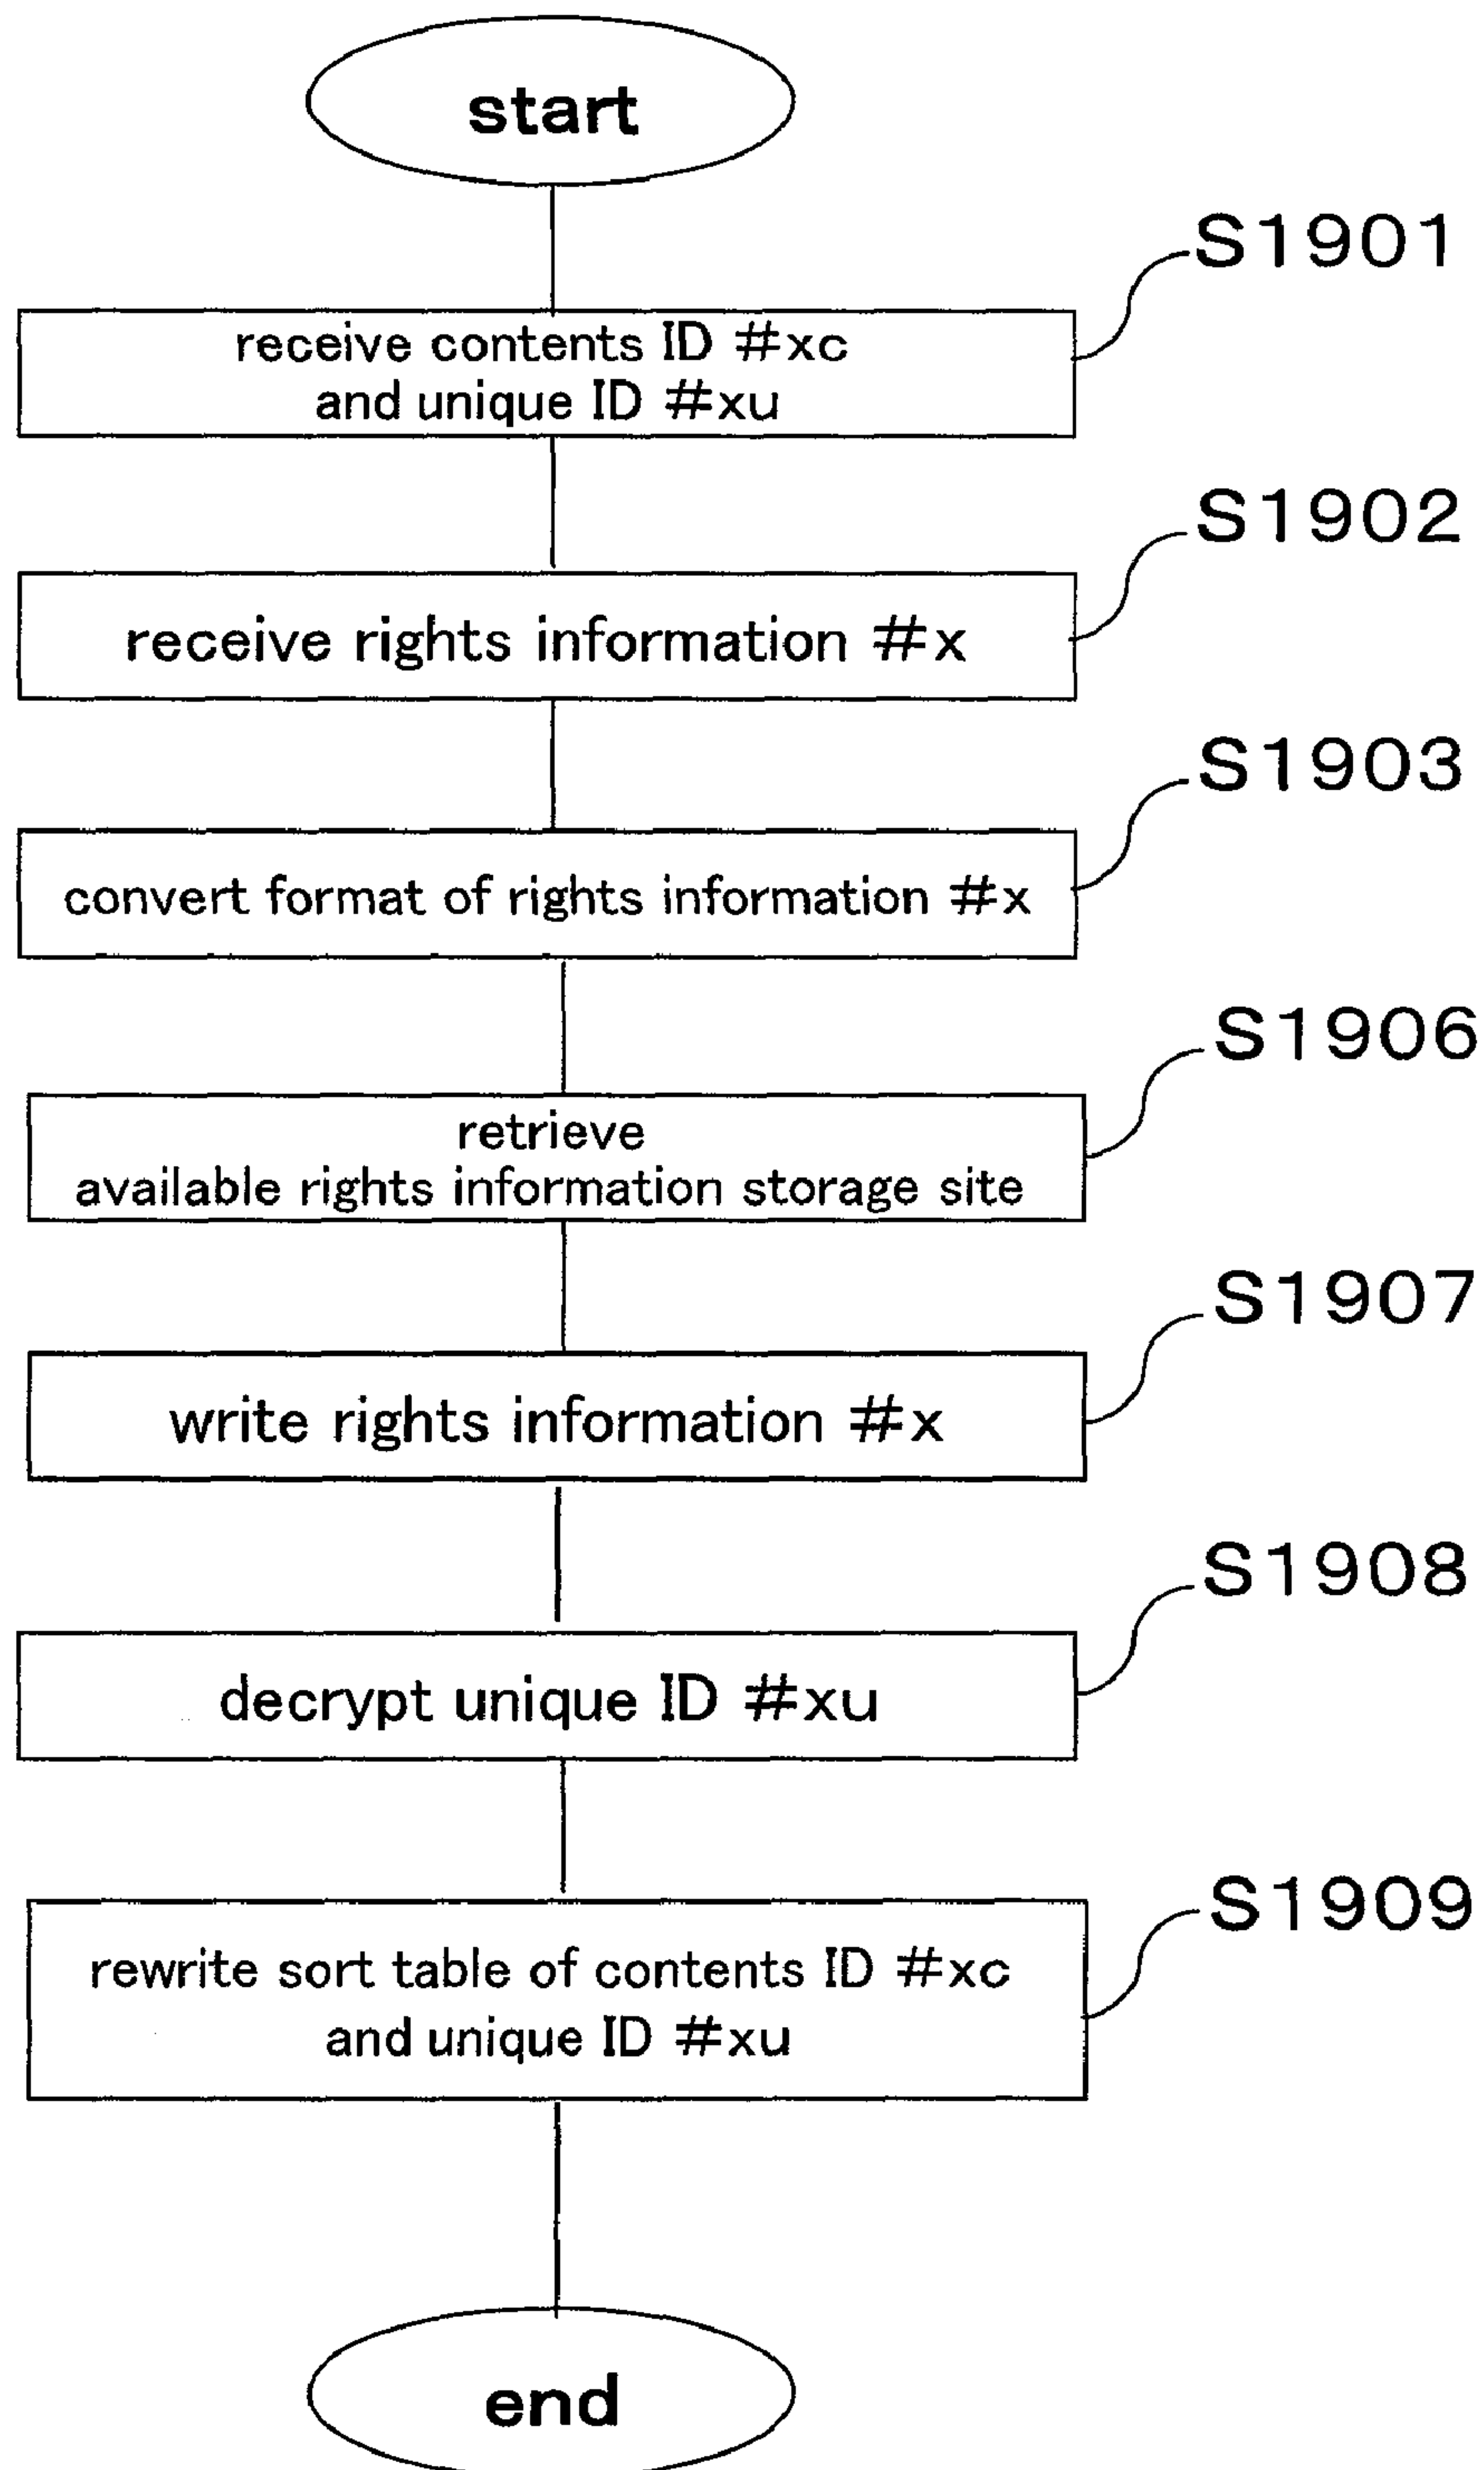 start
S1901
receive contents ID #xc
and unique ID #xu
S1902
receive rights information #x
S1903
convert format of rights information #x
S1906
retrieve
available rights information storage site
S1907
write rights information #x
S1908
decrypt unique ID #xu
S1909
rewrite sort table of contents ID #xc
and unique ID #xu
end